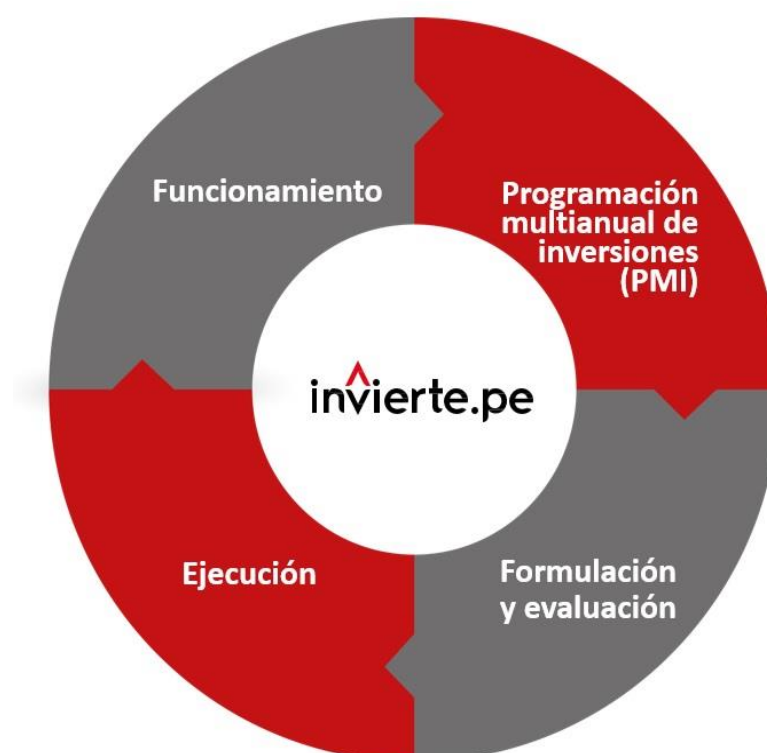 Funcionamiento
Programación
multianual de
inversiones
(PMI)
invierte.pe
Ejecución
Formulación
y evaluación